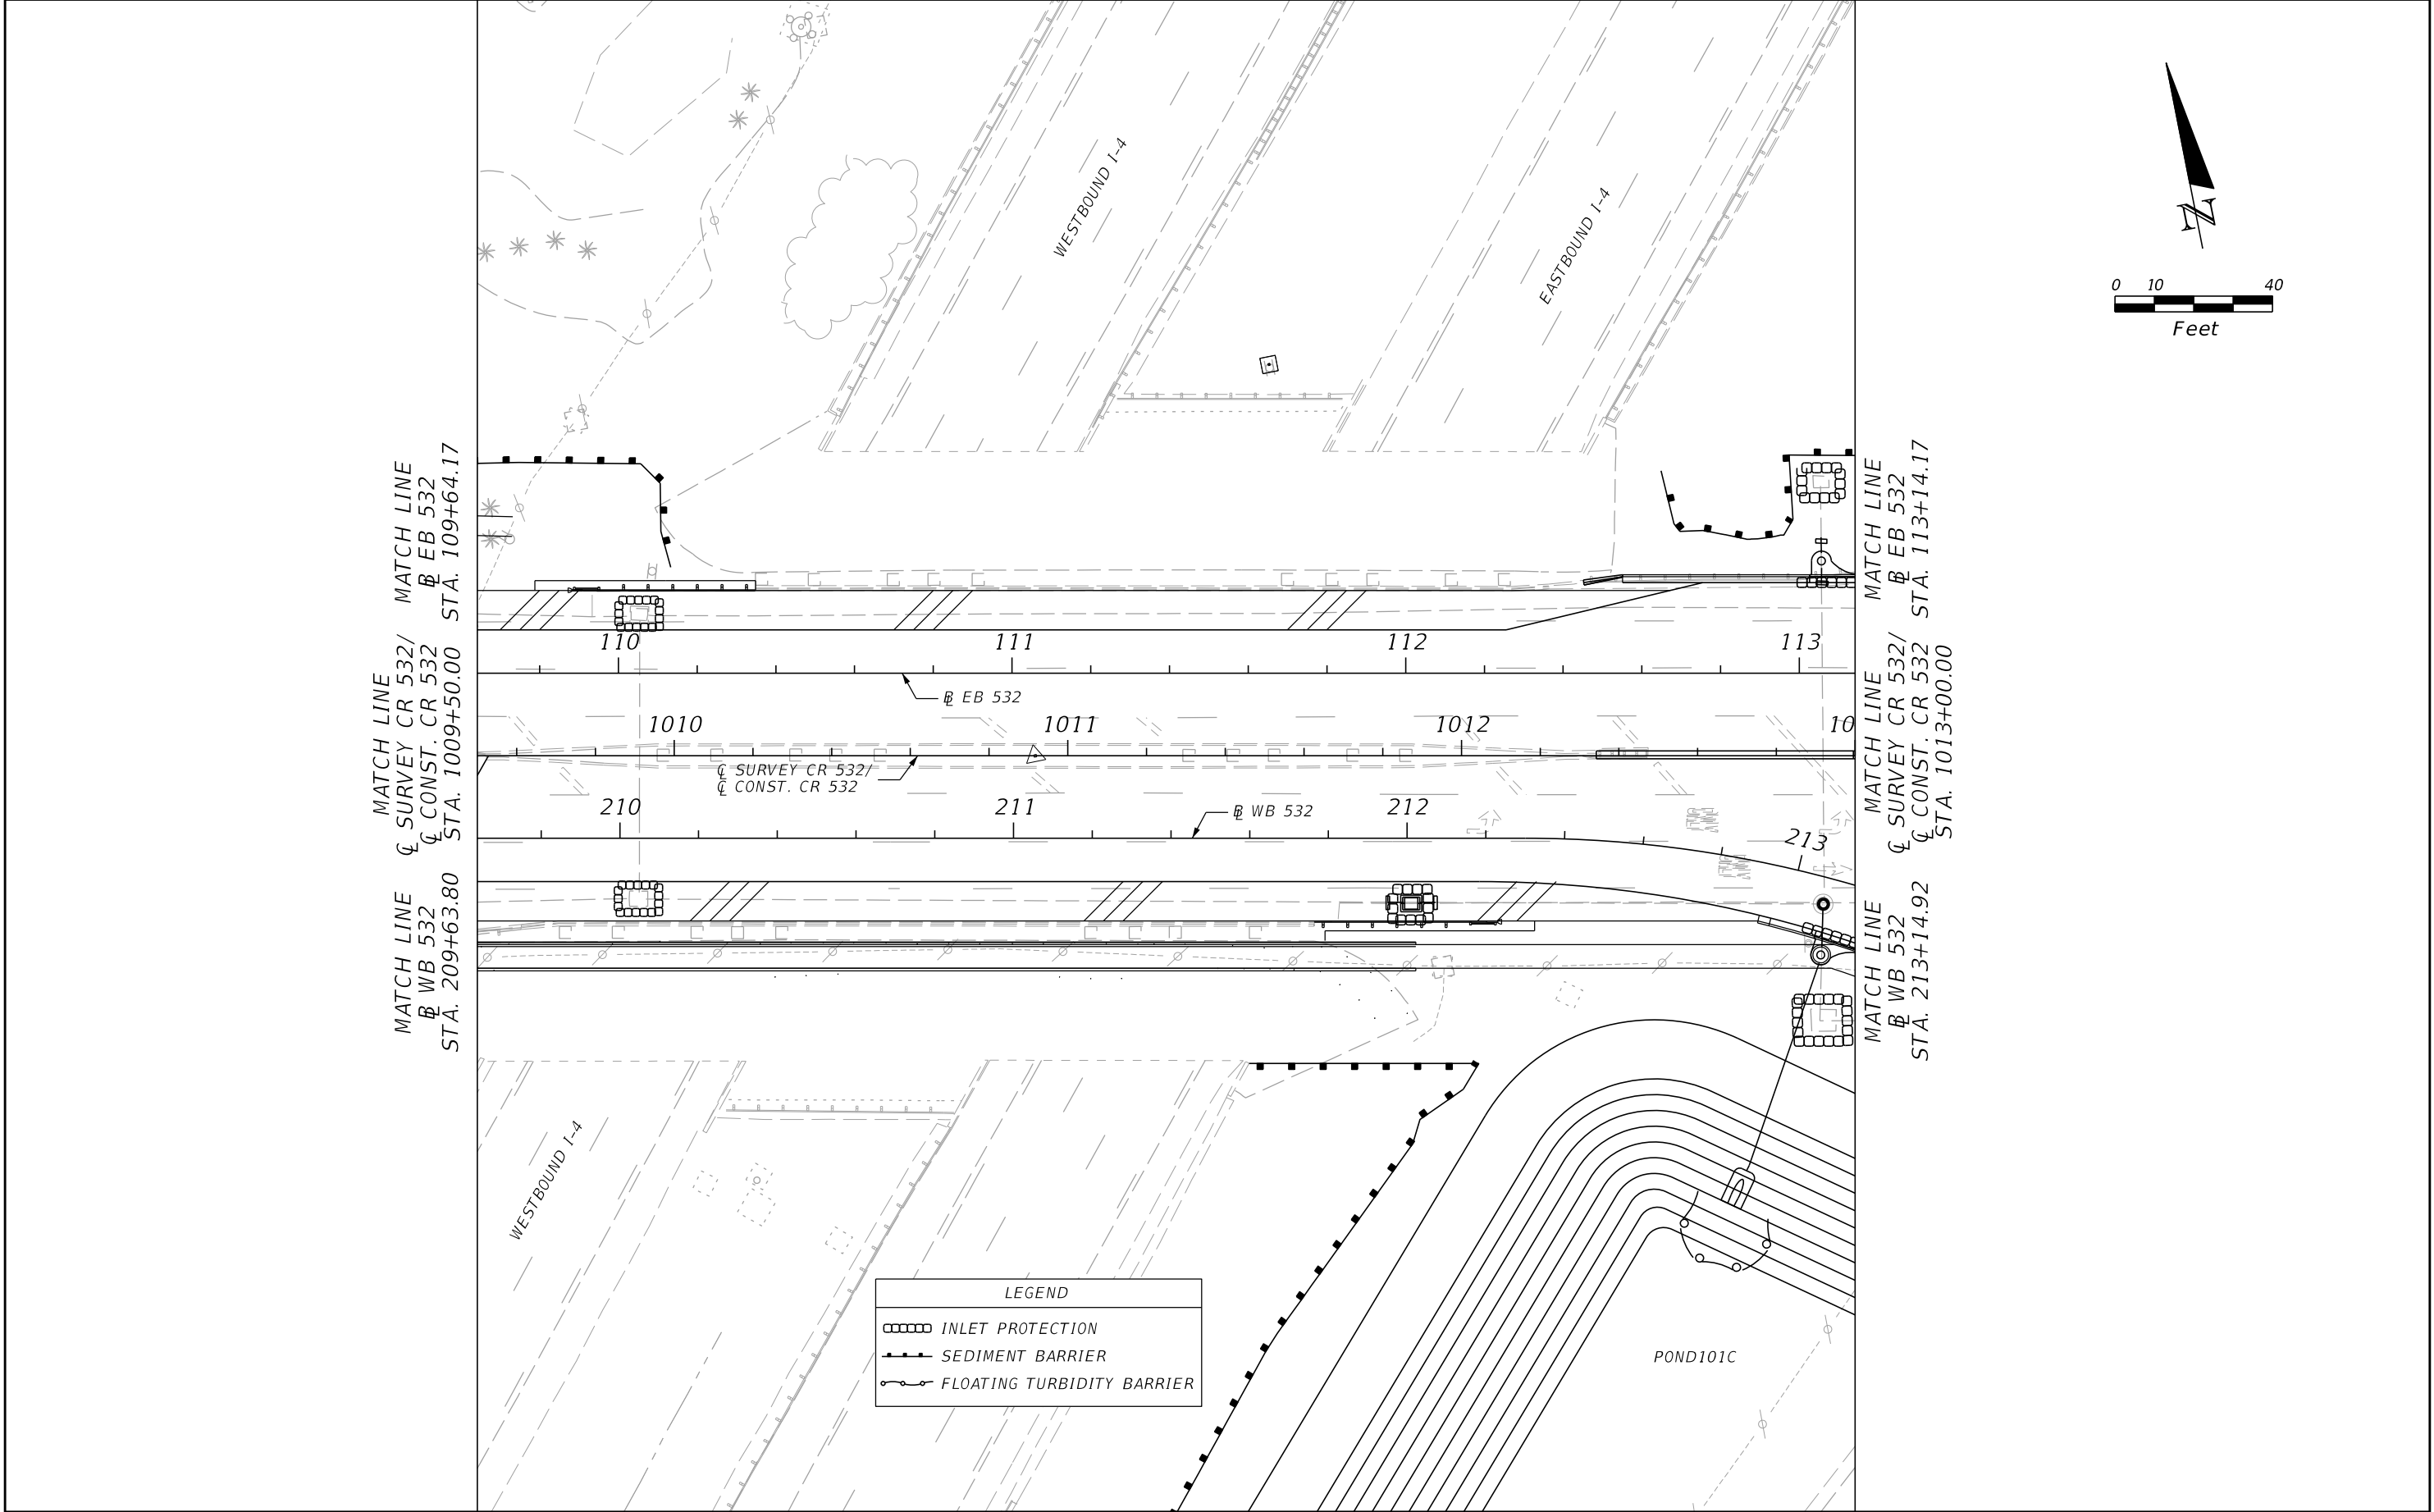 WESTBOUND I-4
EASTBOUND I-4
N
0 10 40
Feet
MATCH LINE
℄ EB 532
STA. 109+64.17
MATCH LINE
℄ SURVEY CR 532/
℄ CONST. CR 532
STA. 1009+50.00
MATCH LINE
℄ WB 532
STA. 209+63.80
110 111 112 113
BL EB 532
1010 1011 1012 10
℄ SURVEY CR 532/
℄ CONST. CR 532
210 211 212 213
BL WB 532
MATCH LINE
BL EB 532
STA. 113+14.17
MATCH LINE
℄ SURVEY CR 532/
℄ CONST. CR 532
STA. 1013+00.00
MATCH LINE
BL WB 532
STA. 213+14.92
WESTBOUND I-4
LEGEND
INLET PROTECTION
SEDIMENT BARRIER
FLOATING TURBIDITY BARRIER
POND101C